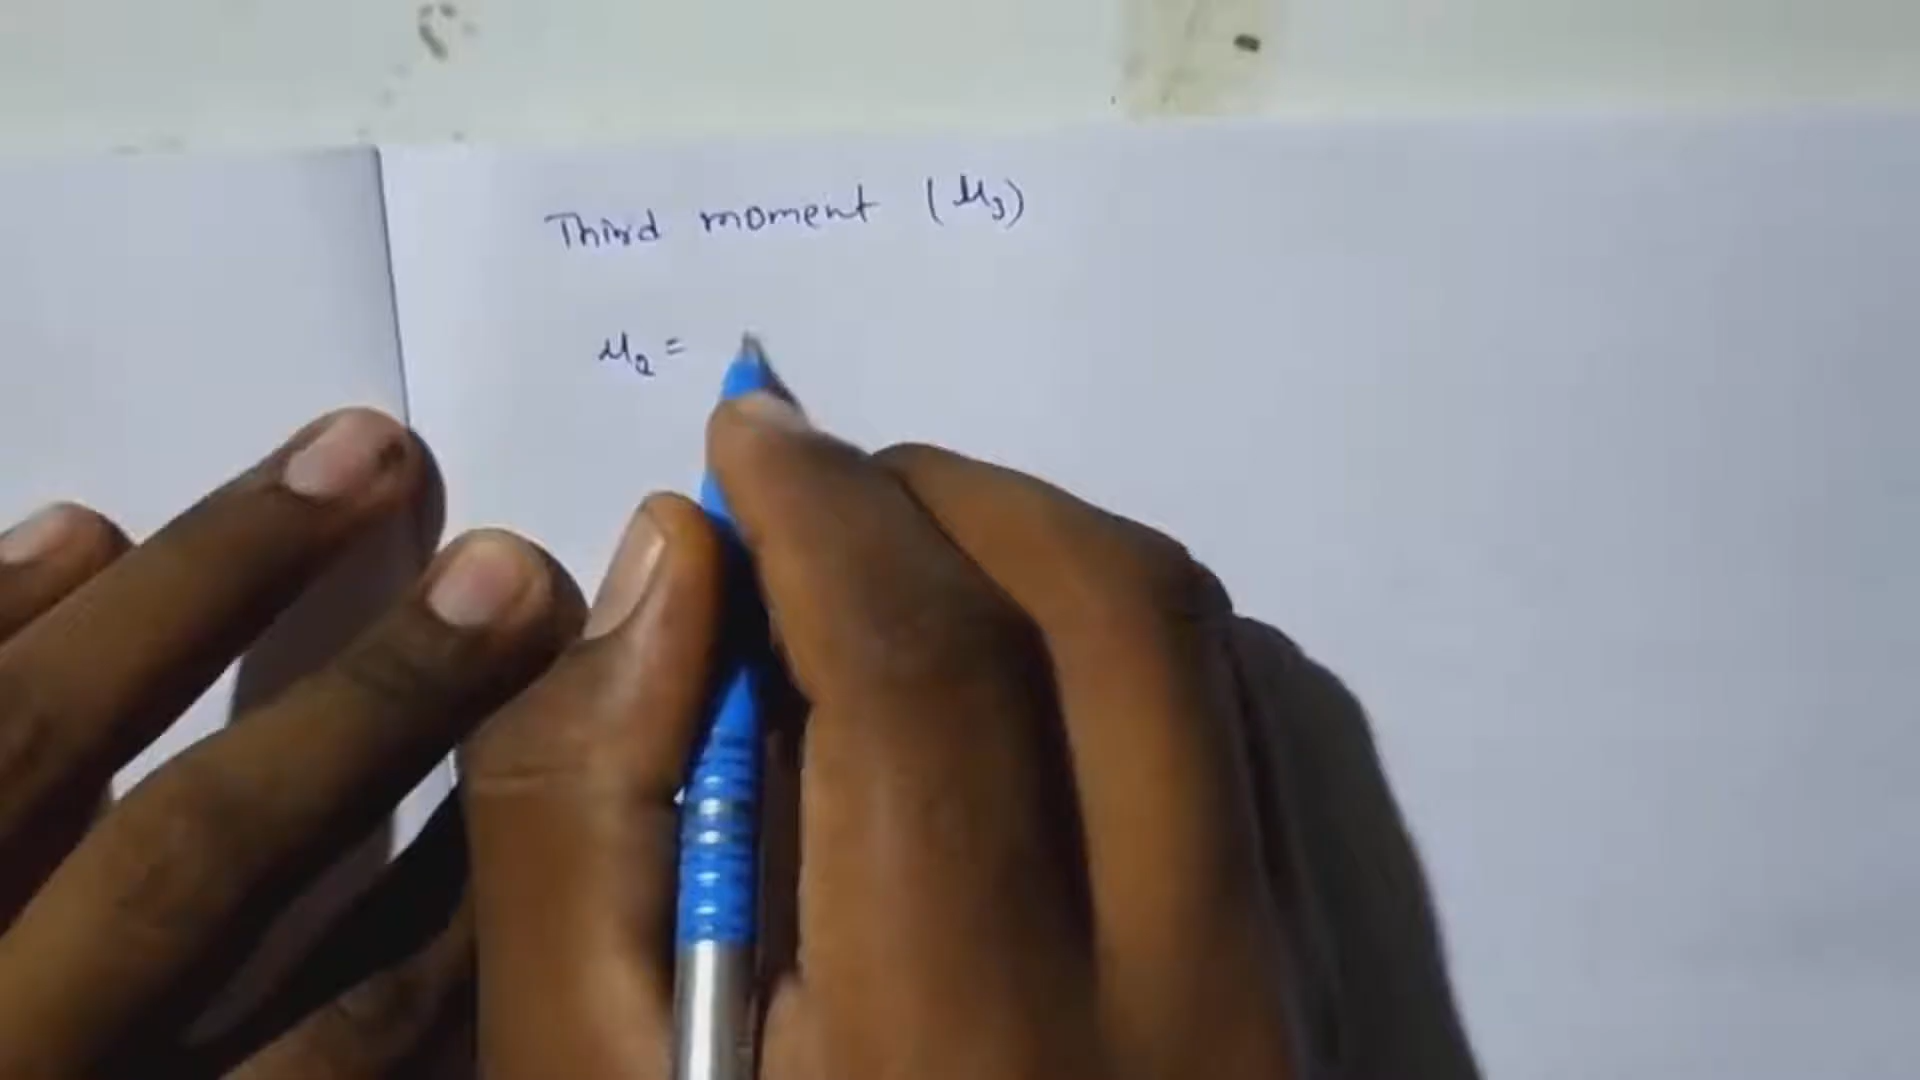 Third moment (μ₃)
μ₂ =